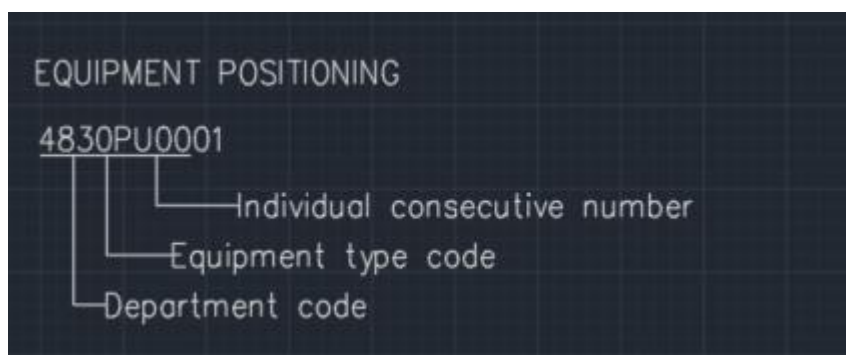 EQUIPMENT POSITIONING
4830PU0001
Individual consecutive number
Equipment type code
Department code